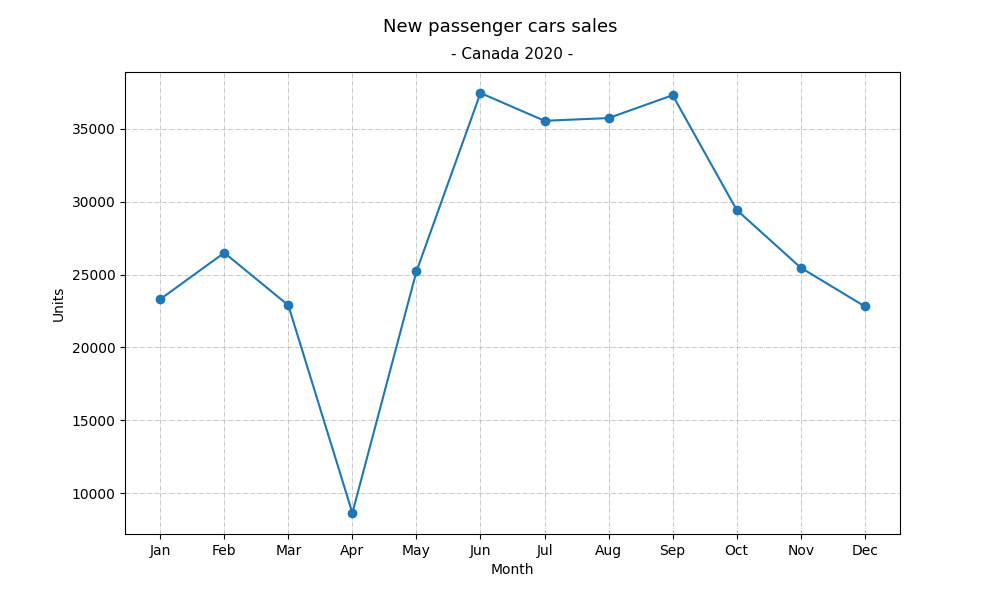 New passenger cars sales
- Canada 2020 -
35000
30000
25000
20000
15000
10000
Units
Jan Feb Mar Apr May Jun Jul Aug Sep Oct Nov Dec
Month